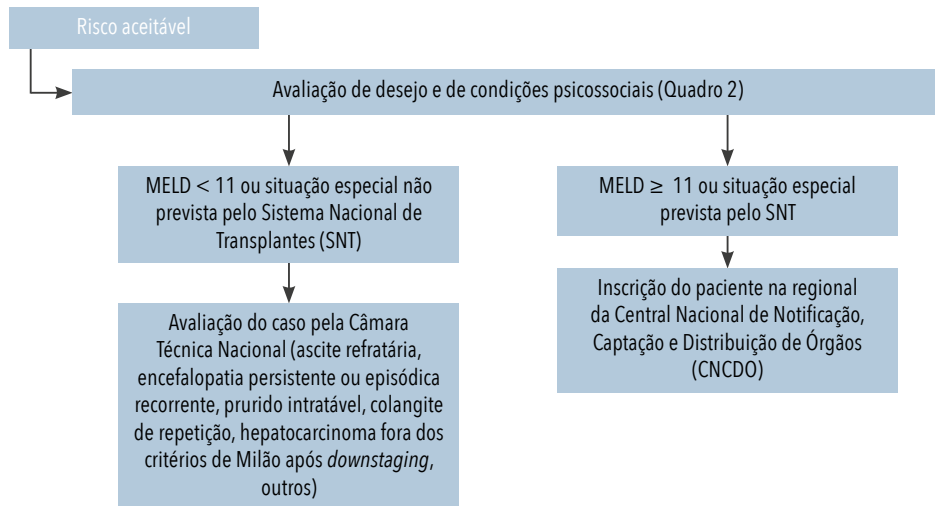 Risco aceitável
Avaliação de desejo e de condições psicossociais (Quadro 2)
MELD < 11 ou situação especial não
prevista pelo Sistema Nacional de
Transplantes (SNT)
MELD ≥ 11 ou situação especial
prevista pelo SNT
Avaliação do caso pela Câmara
Técnica Nacional (ascite refratária,
encefalopatia persistente ou episódica
recorrente, prurido intratável, colangite
de repetição, hepatocarcinoma fora dos
critérios de Milão após downstaging,
outros)
Inscrição do paciente na regional
da Central Nacional de Notificação,
Captação e Distribuição de Órgãos
(CNCDO)